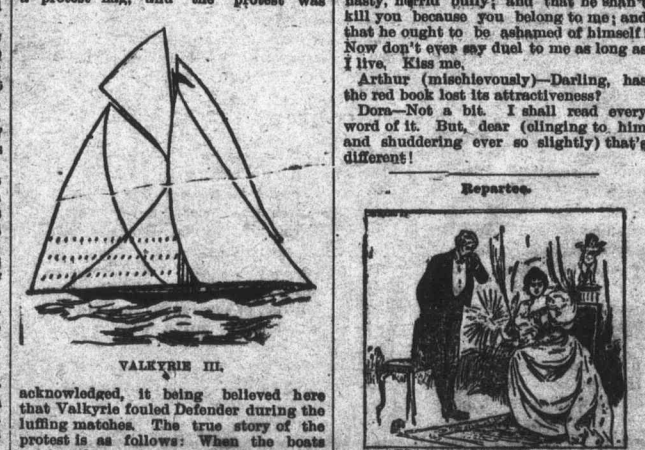 a protest flag, and the protest was
VALKYRIE III.
acknowledged, it being believed here
that Valkyrie fouled Defender during the
luffing matches. The true story of the
protest is as follows: When the boats
nasty, horrid bully; and that he shan't
kill you because you belong to me; and
that he ought to be ashamed of himself!
Now don't ever say duel to me as long as
I live. Kiss me.
Arthur (mischievously)—Darling, has
the red book lost its attractiveness?
Dora—Not a bit. I shall read every
word of it. But, dear (clinging to him
and shuddering ever so slightly) that's
different!
Repartee.